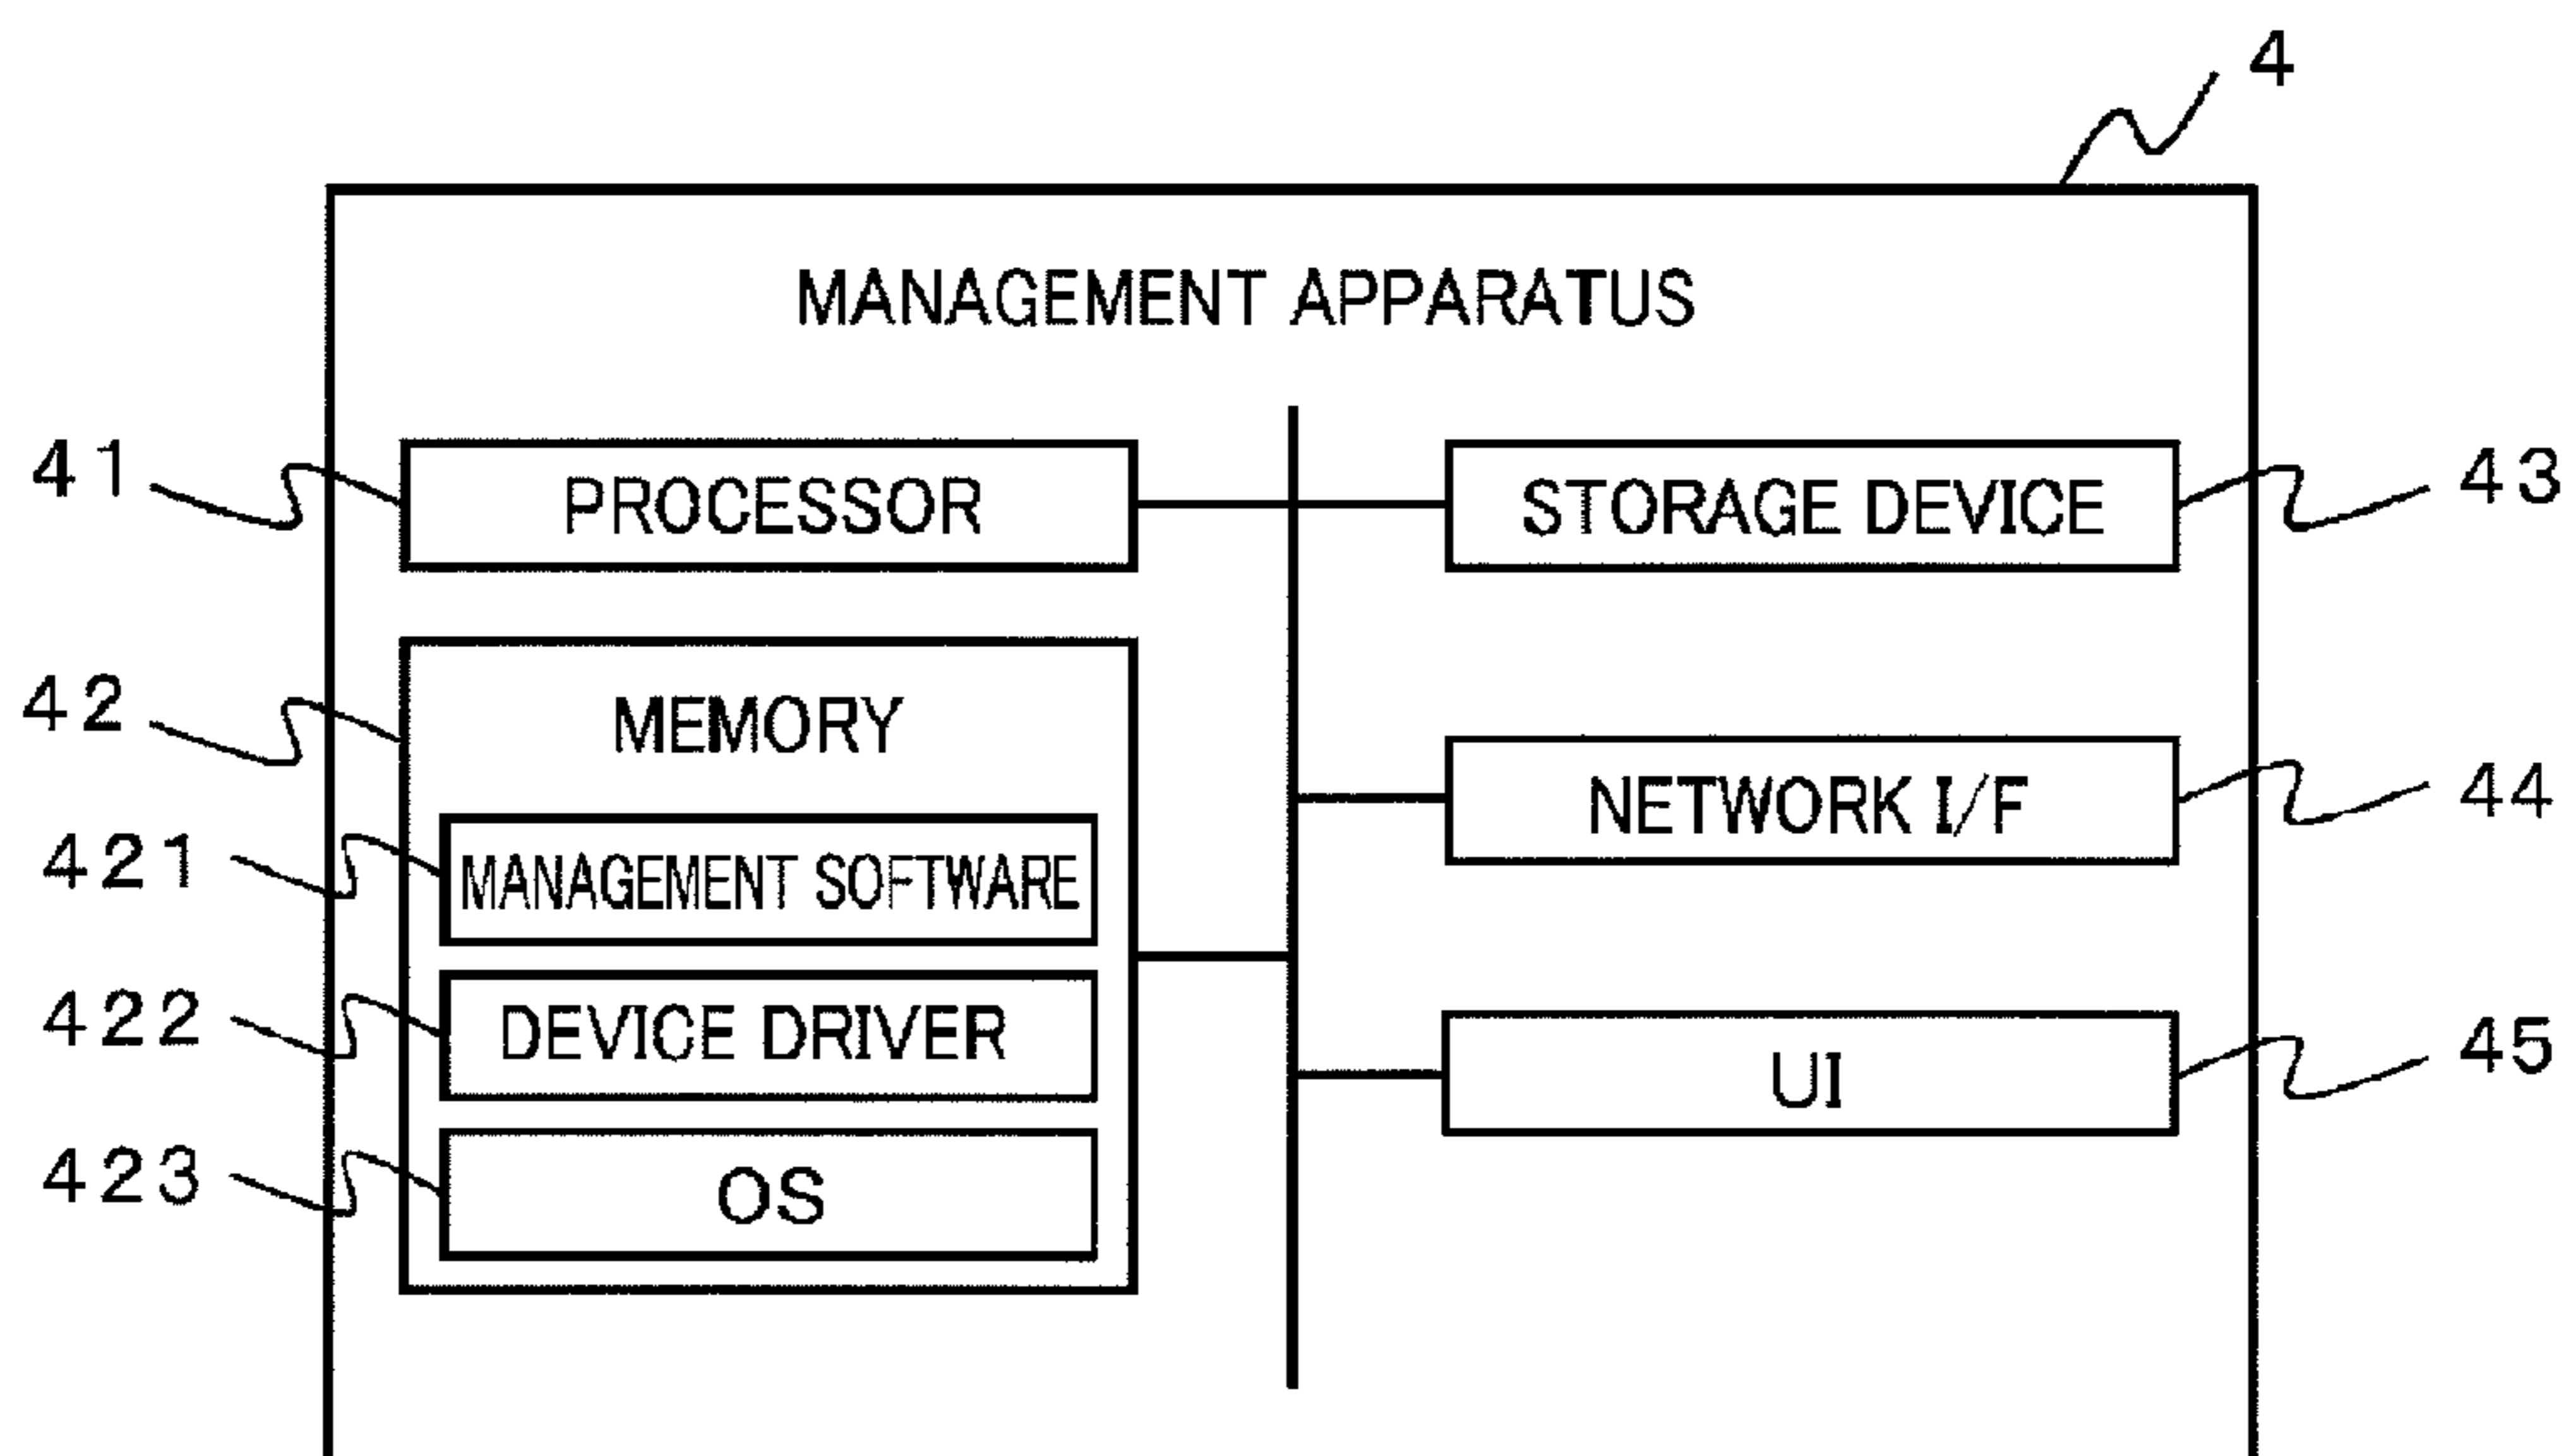 4
MANAGEMENT APPARATUS
41
PROCESSOR
STORAGE DEVICE
43
42
MEMORY
NETWORK I/F
44
421
MANAGEMENT SOFTWARE
422
DEVICE DRIVER
UI
45
423
OS